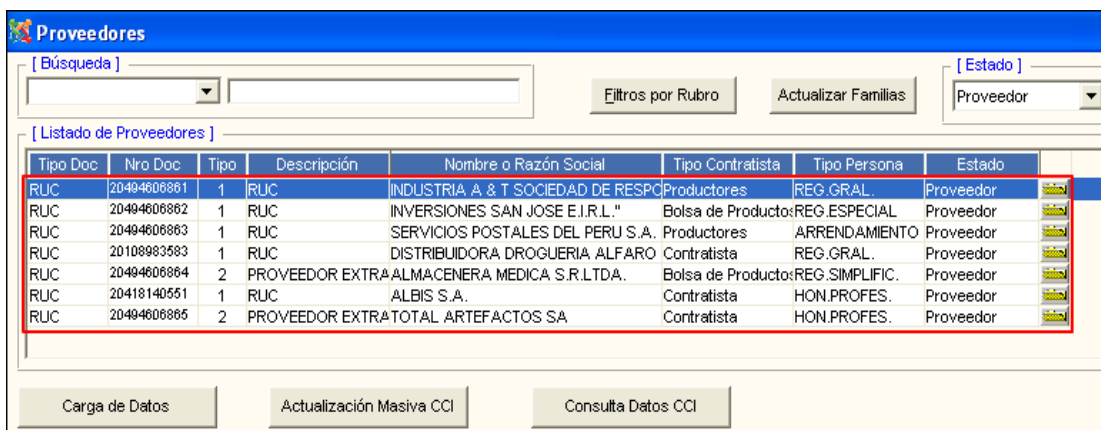 Proveedores
[ Búsqueda ]
[ Estado ]
Filtros por Rubro
Actualizar Familias
Proveedor
[ Listado de Proveedores ]
Tipo Doc Nro Doc Tipo Descripción Nombre o Razón Social Tipo Contratista Tipo Persona Estado
RUC 20494606861 1 RUC INDUSTRIA A & T SOCIEDAD DE RESPO Productores REG.GRAL. Proveedor
RUC 20494606862 1 RUC INVERSIONES SAN JOSE E.I.R.L." Bolsa de Productos REG.ESPECIAL Proveedor
RUC 20494606863 1 RUC SERVICIOS POSTALES DEL PERU S.A. Productores ARRENDAMIENTO Proveedor
RUC 20108983583 1 RUC DISTRIBUIDORA DROGUERIA ALFARO Contratista REG.GRAL. Proveedor
RUC 20494606864 2 PROVEEDOR EXTRA ALMACENERA MEDICA S.R.LTDA. Bolsa de Productos REG.SIMPLIFIC. Proveedor
RUC 20418140551 1 RUC ALBIS S.A. Contratista HON.PROFES. Proveedor
RUC 20494606865 2 PROVEEDOR EXTRA TOTAL ARTEFACTOS SA Contratista HON.PROFES. Proveedor
Carga de Datos
Actualización Masiva CCI
Consulta Datos CCI